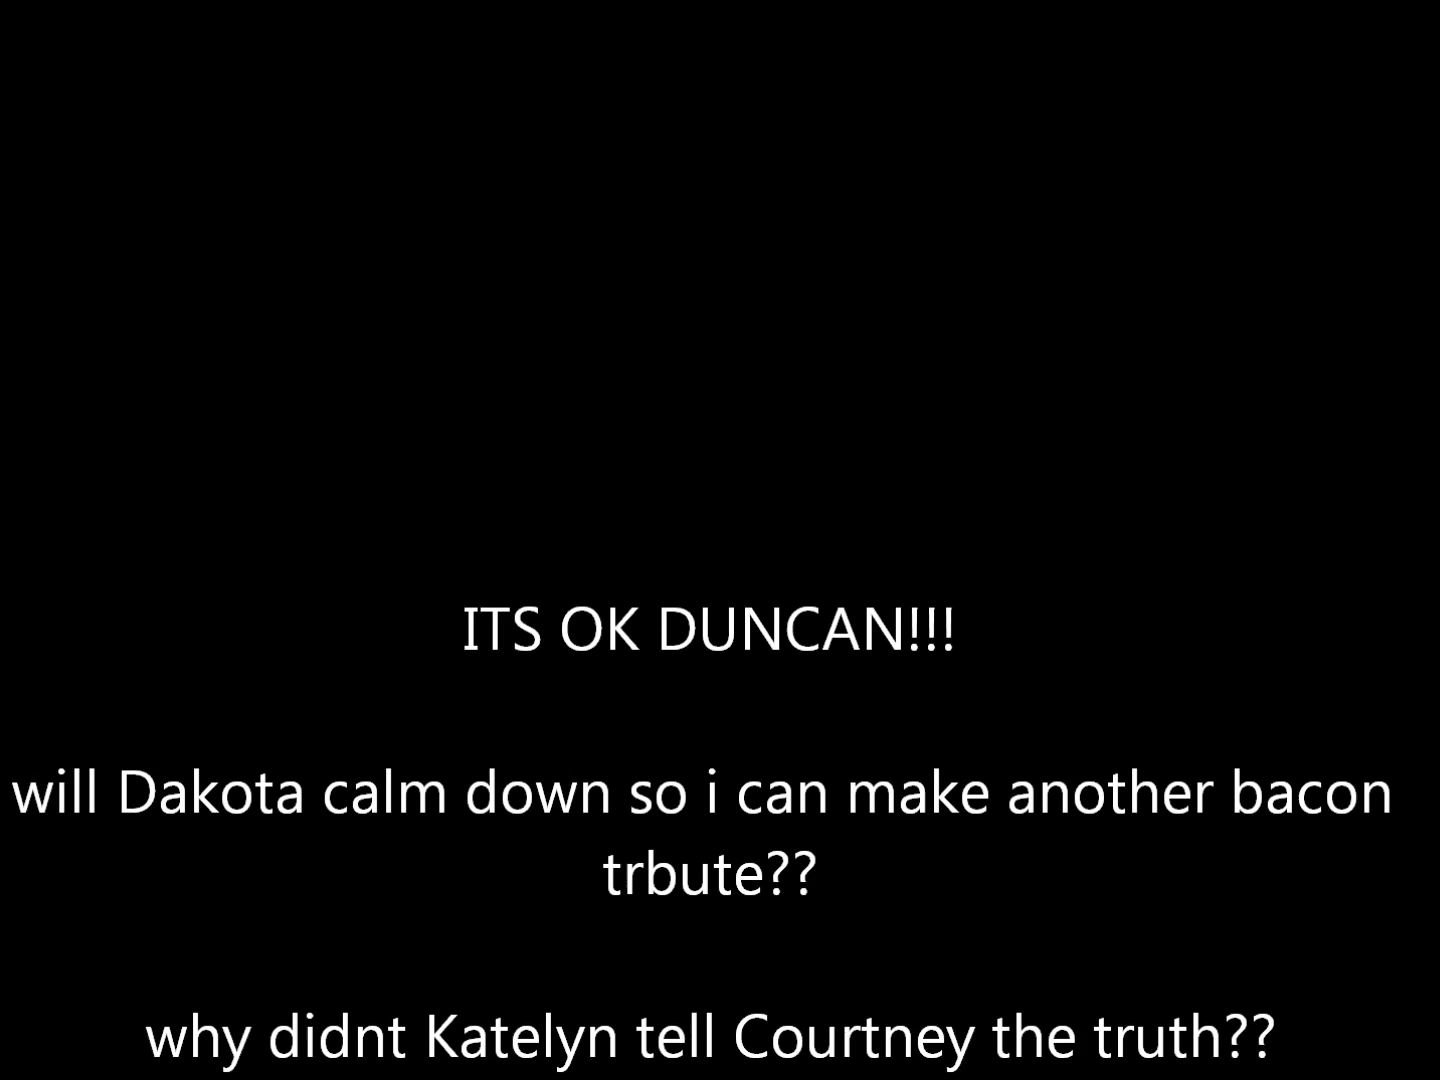 ITS OK DUNCAN!!!
will Dakota calm down so i can make another bacon
trbute??
why didnt Katelyn tell Courtney the truth??